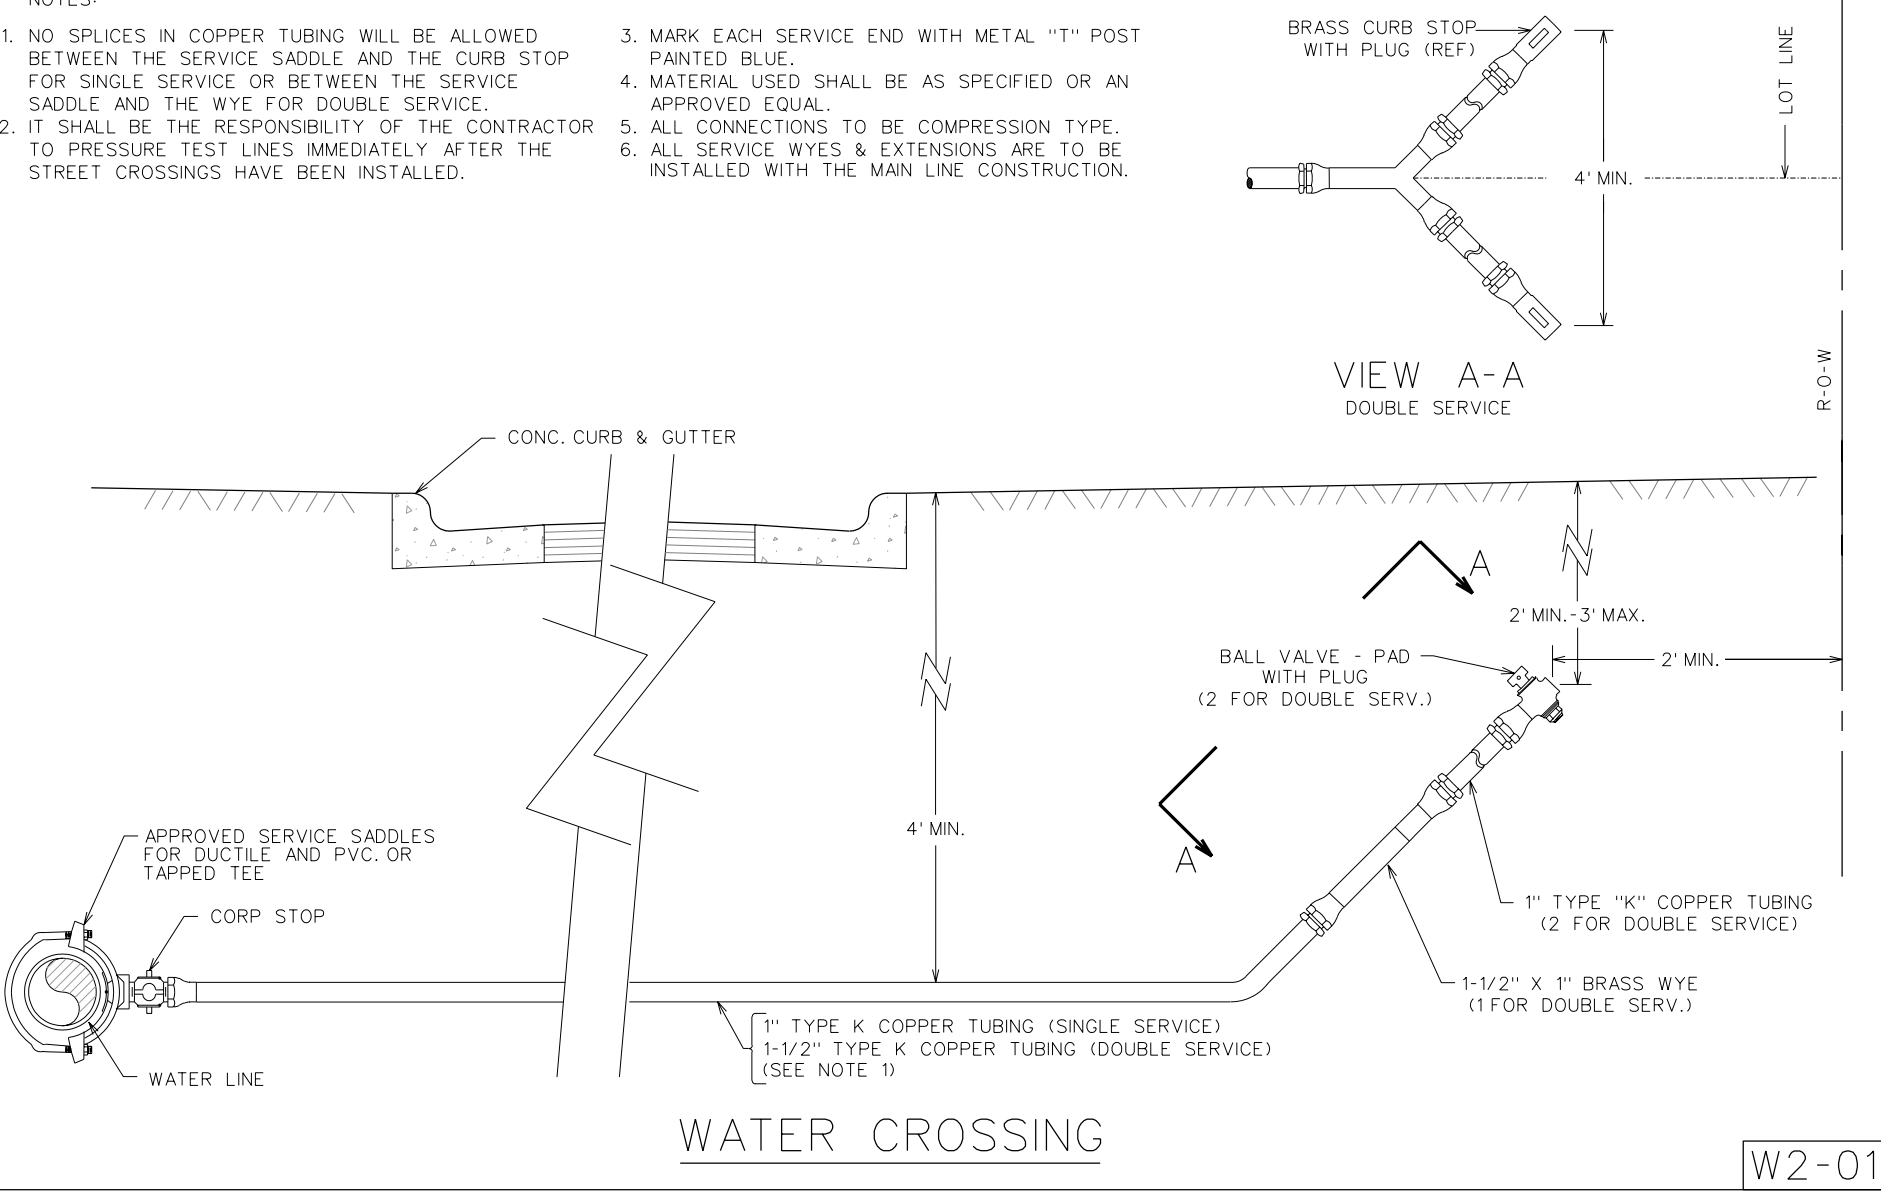 NOTES:
1. NO SPLICES IN COPPER TUBING WILL BE ALLOWED
BETWEEN THE SERVICE SADDLE AND THE CURB STOP
FOR SINGLE SERVICE OR BETWEEN THE SERVICE
SADDLE AND THE WYE FOR DOUBLE SERVICE.
2. IT SHALL BE THE RESPONSIBILITY OF THE CONTRACTOR
TO PRESSURE TEST LINES IMMEDIATELY AFTER THE
STREET CROSSINGS HAVE BEEN INSTALLED.
3. MARK EACH SERVICE END WITH METAL "T" POST
PAINTED BLUE.
4. MATERIAL USED SHALL BE AS SPECIFIED OR AN
APPROVED EQUAL.
5. ALL CONNECTIONS TO BE COMPRESSION TYPE.
6. ALL SERVICE WYES & EXTENSIONS ARE TO BE
INSTALLED WITH THE MAIN LINE CONSTRUCTION.
BRASS CURB STOP
WITH PLUG (REF)
LOT LINE
4' MIN.
R-O-W
VIEW A-A
DOUBLE SERVICE
CONC. CURB & GUTTER
A
2' MIN.-3' MAX.
BALL VALVE - PAD
WITH PLUG
(2 FOR DOUBLE SERV.)
2' MIN.
4' MIN.
A
APPROVED SERVICE SADDLES
FOR DUCTILE AND PVC. OR
TAPPED TEE
CORP STOP
1" TYPE "K" COPPER TUBING
(2 FOR DOUBLE SERVICE)
1-1/2" X 1" BRASS WYE
(1 FOR DOUBLE SERV.)
1" TYPE K COPPER TUBING (SINGLE SERVICE)
1-1/2" TYPE K COPPER TUBING (DOUBLE SERVICE)
(SEE NOTE 1)
WATER LINE
WATER CROSSING
W2-01